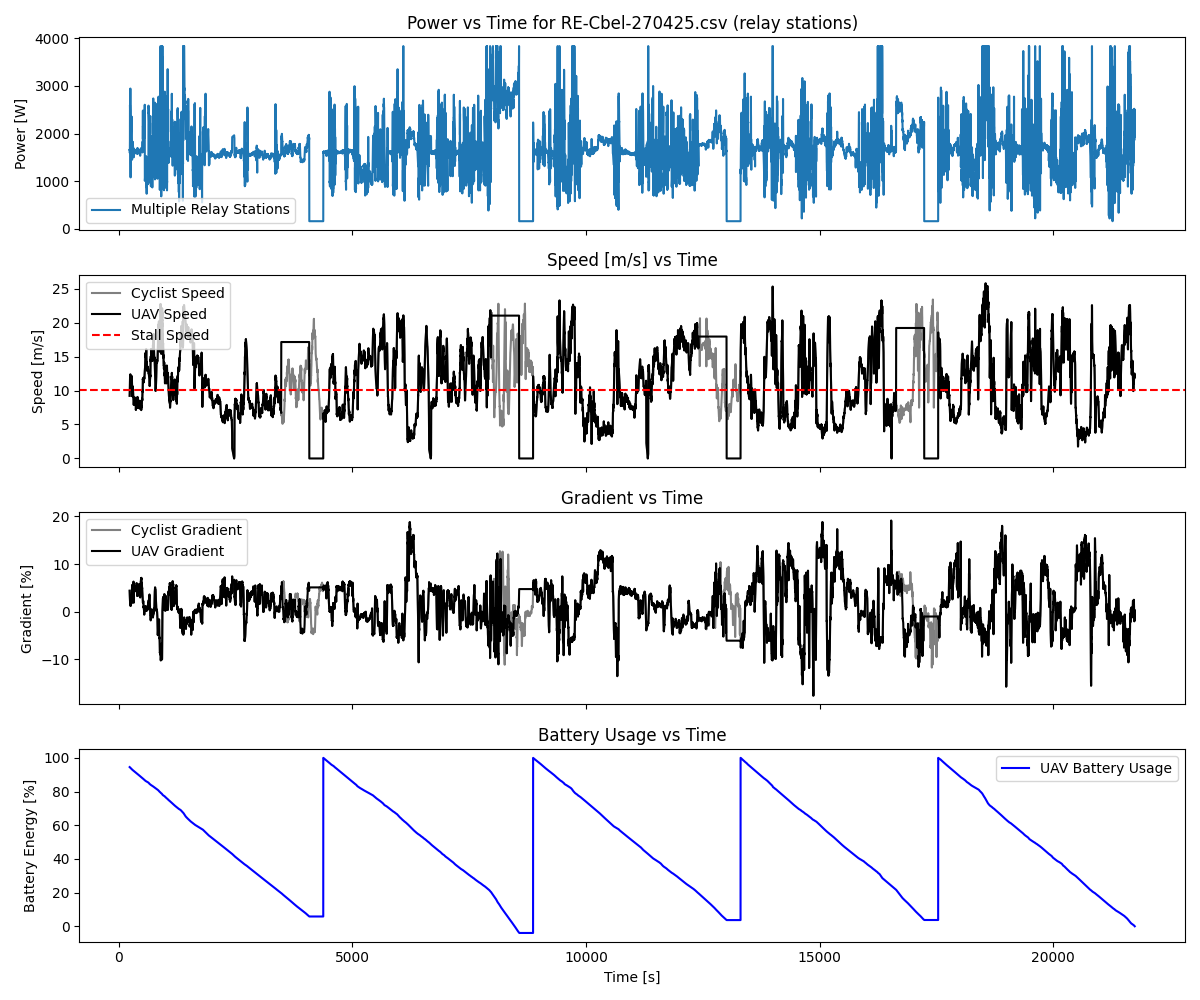 Power vs Time for RE-Cbel-270425.csv (relay stations)
4000
3000
2000
1000
0
Power [W]
Multiple Relay Stations
Speed [m/s] vs Time
25
20
15
10
5
0
Speed [m/s]
Cyclist Speed
UAV Speed
Stall Speed
Gradient vs Time
20
10
0
−10
Gradient [%]
Cyclist Gradient
UAV Gradient
Battery Usage vs Time
100
80
60
40
20
0
Battery Energy [%]
UAV Battery Usage
0 5000 10000 15000 20000
Time [s]